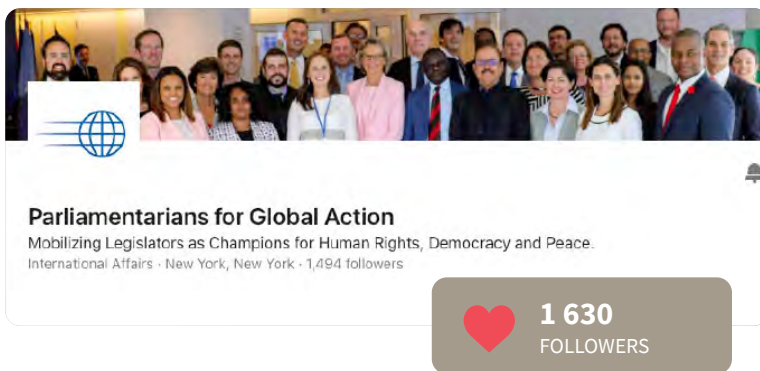 Parliamentarians for Global Action
Mobilizing Legislators as Champions for Human Rights, Democracy and Peace.
International Affairs · New York, New York · 1,494 followers
1 630
FOLLOWERS